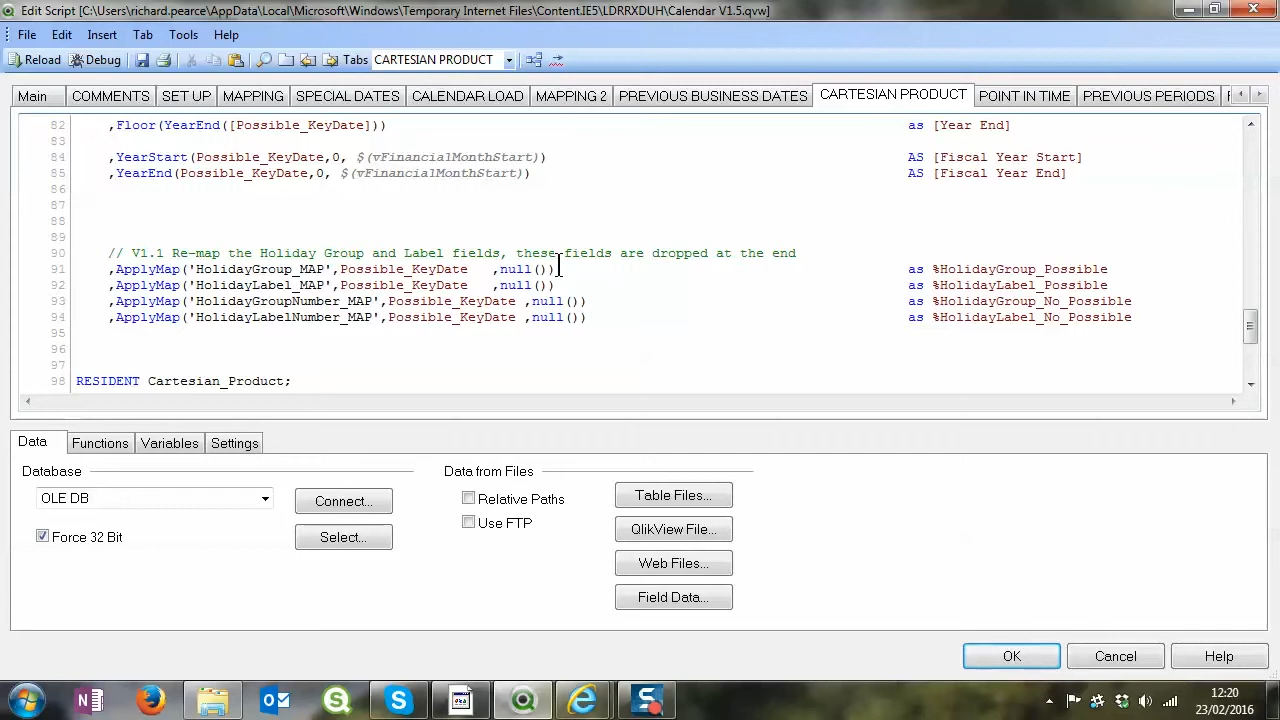 Edit Script [C:\Users\richard.pearce\AppData\Local\Microsoft\Windows\Temporary Internet Files\Content.IE5\LDRRXDUH\Calendar V1.5.qvw]
File Edit Insert Tab Tools Help
Reload Debug Tabs CARTESIAN PRODUCT
Main COMMENTS SET UP MAPPING SPECIAL DATES CALENDAR LOAD MAPPING 2 PREVIOUS BUSINESS DATES CARTESIAN PRODUCT POINT IN TIME PREVIOUS PERIODS
82 ,Floor(YearEnd([Possible_KeyDate])) as [Year End]
83
84 ,YearStart(Possible_KeyDate,0, $(vFinancialMonthStart)) AS [Fiscal Year Start]
85 ,YearEnd(Possible_KeyDate,0, $(vFinancialMonthStart)) AS [Fiscal Year End]
86
87
88
89
90 // V1.1 Re-map the Holiday Group and Label fields, these fields are dropped at the end
91 ,ApplyMap('HolidayGroup_MAP',Possible_KeyDate ,null()) as %HolidayGroup_Possible
92 ,ApplyMap('HolidayLabel_MAP',Possible_KeyDate ,null()) as %HolidayLabel_Possible
93 ,ApplyMap('HolidayGroupNumber_MAP',Possible_KeyDate ,null()) as %HolidayGroup_No_Possible
94 ,ApplyMap('HolidayLabelNumber_MAP',Possible_KeyDate ,null()) as %HolidayLabel_No_Possible
95
96
97
98 RESIDENT Cartesian_Product;
Data Functions Variables Settings
Database Data from Files
OLE DB Connect... Relative Paths Table Files...
Force 32 Bit Select... Use FTP QlikView File...
Web Files...
Field Data...
OK Cancel Help
12:20
23/02/2016